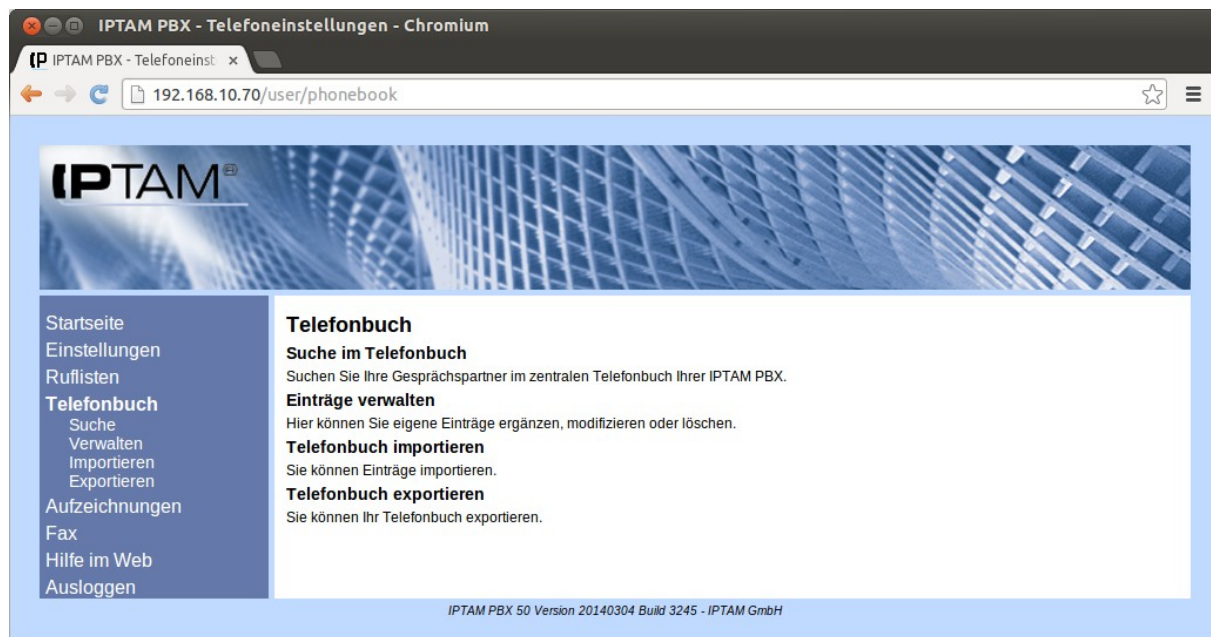 IPTAM PBX - Telefoneinstellungen - Chromium
IPTAM PBX - Telefoneinst
192.168.10.70/user/phonebook
IPTAM®
Startseite
Einstellungen
Ruflisten
Telefonbuch
Suche
Verwalten
Importieren
Exportieren
Aufzeichnungen
Fax
Hilfe im Web
Ausloggen
Telefonbuch
Suche im Telefonbuch
Suchen Sie Ihre Gesprächspartner im zentralen Telefonbuch Ihrer IPTAM PBX.
Einträge verwalten
Hier können Sie eigene Einträge ergänzen, modifizieren oder löschen.
Telefonbuch importieren
Sie können Einträge importieren.
Telefonbuch exportieren
Sie können Ihr Telefonbuch exportieren.
IPTAM PBX 50 Version 20140304 Build 3245 - IPTAM GmbH